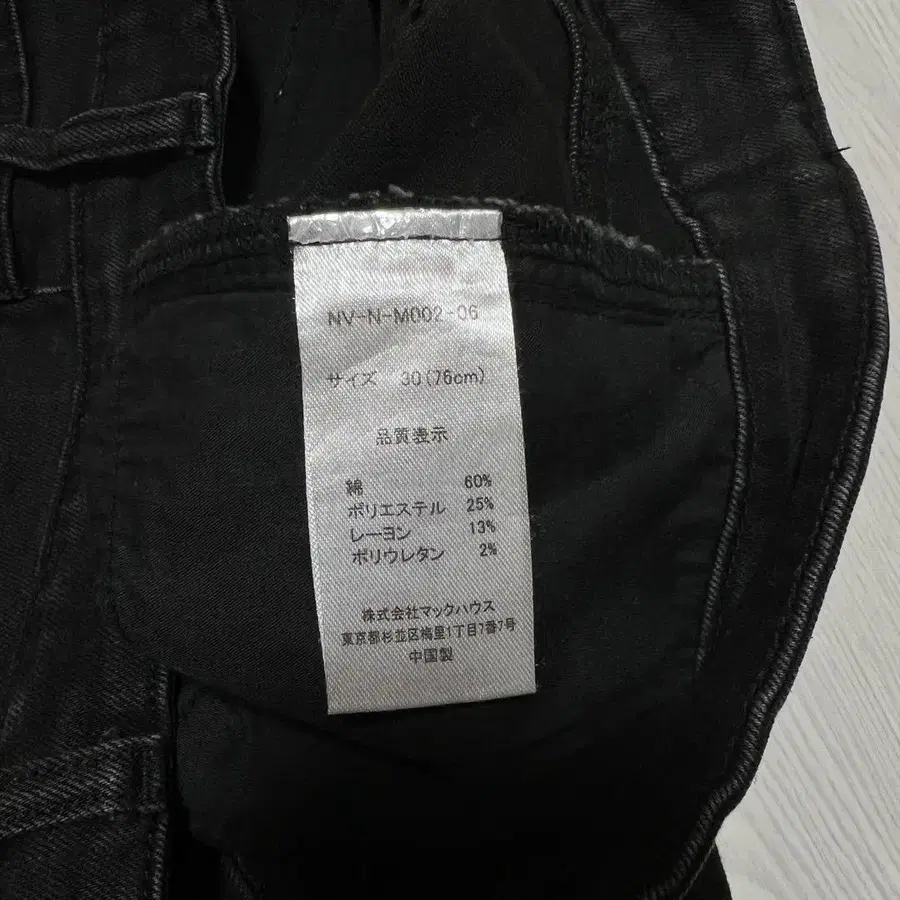 NV-N-M002-06
サイズ 30(76cm)
品質表示
綿 60%
ポリエステル 25%
レーヨン 13%
ポリウレタン 2%
株式会社マックハウス
東京都杉並区梅里1丁目7番7号
中国製